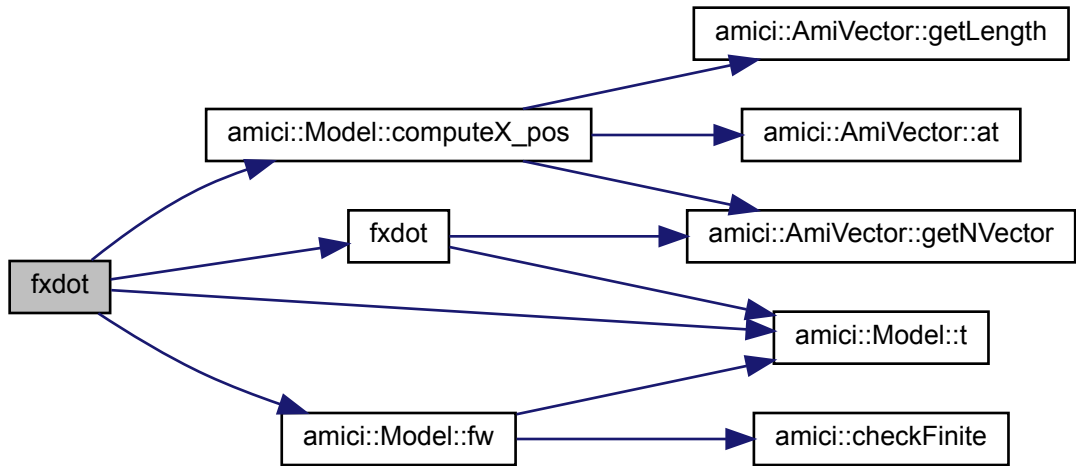 amici::AmiVector::getLength
amici::Model::computeX_pos
amici::AmiVector::at
fxdot
amici::AmiVector::getNVector
fxdot
amici::Model::t
amici::Model::fw
amici::checkFinite